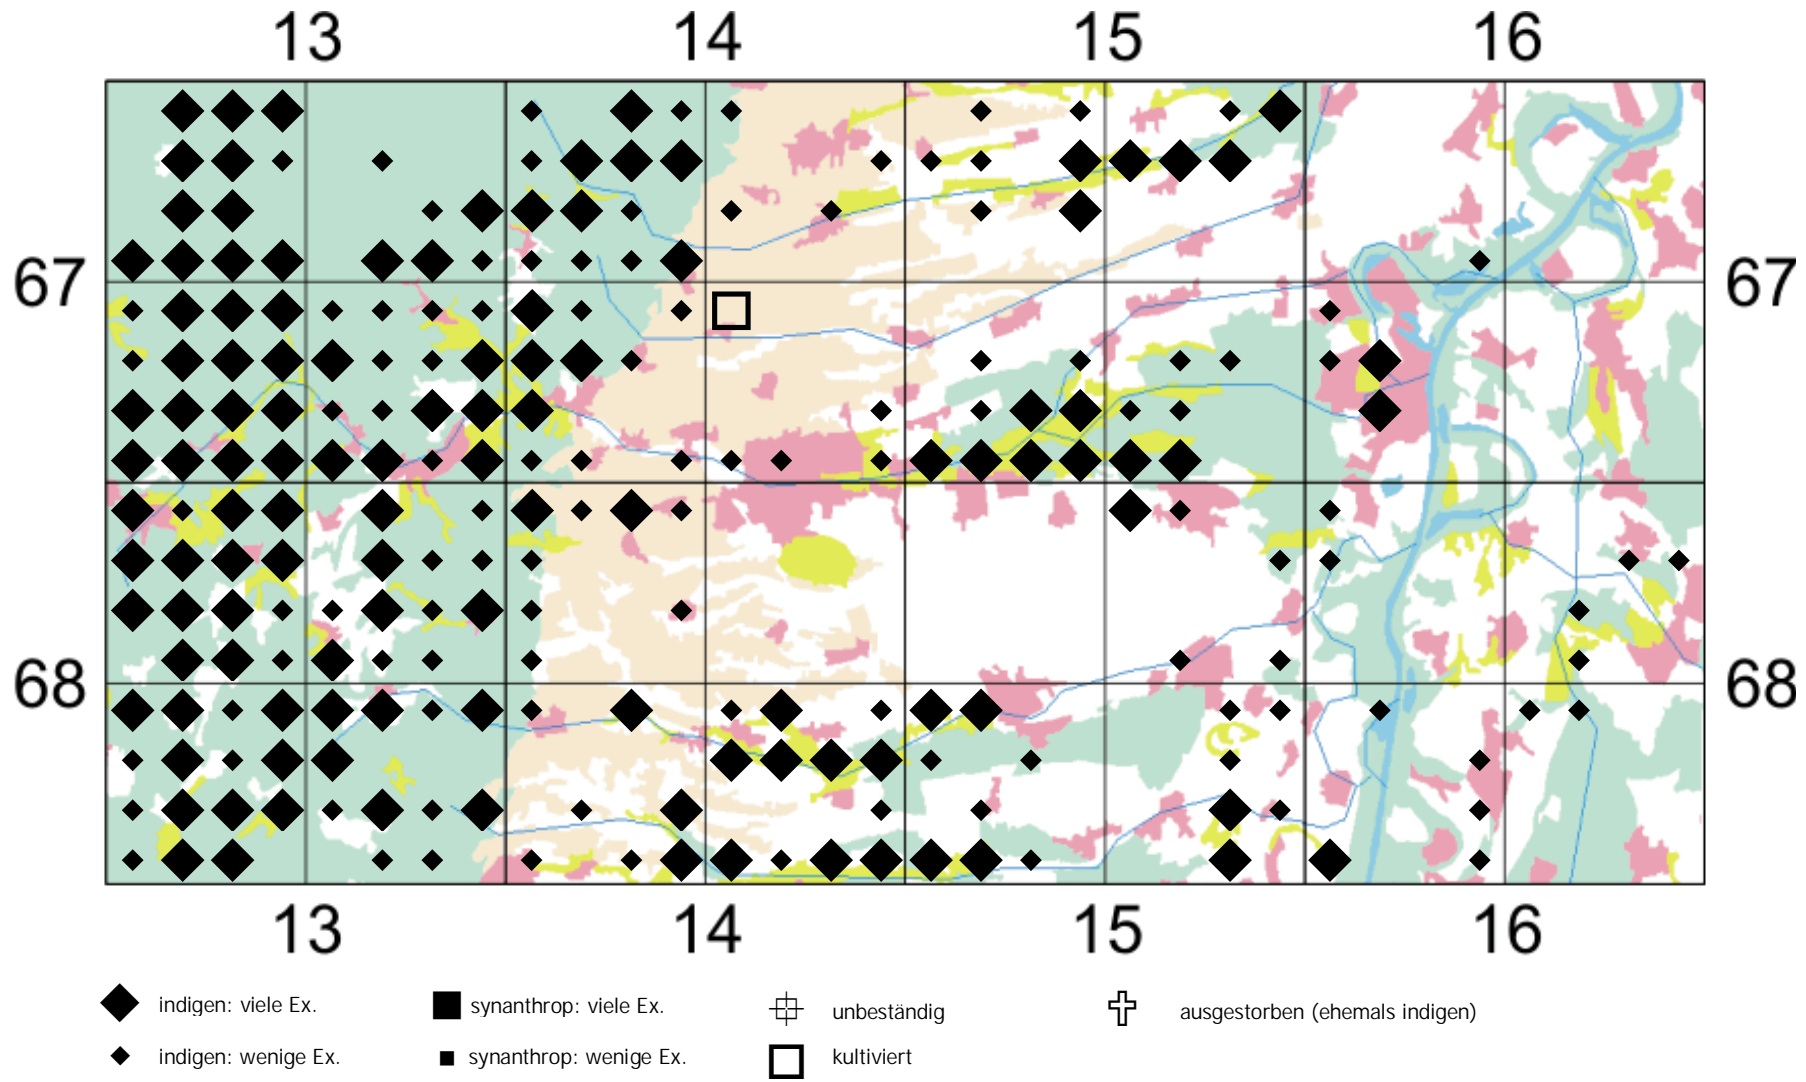 13 14 15 16
67 67
68 68
13 14 15 16
indigen: viele Ex. synanthrop: viele Ex. unbeständig ausgestorben (ehemals indigen)
indigen: wenige Ex. synanthrop: wenige Ex. kultiviert